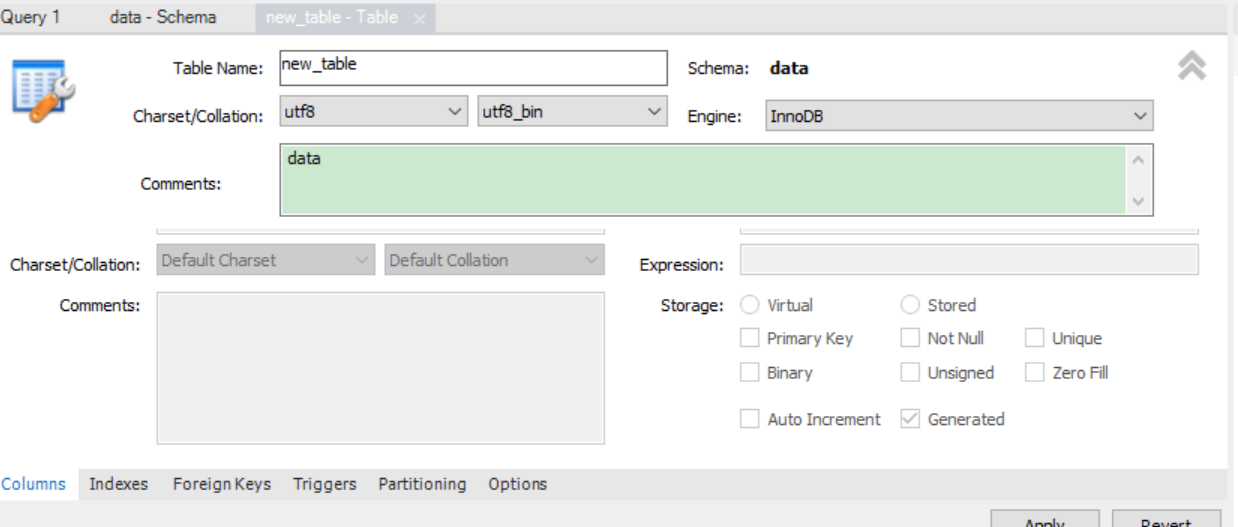 Query 1 data - Schema new_table - Table ×
Table Name: new_table Schema: data
Charset/Collation: utf8 utf8_bin Engine: InnoDB
Comments: data
Charset/Collation: Default Charset Default Collation Expression:
Comments: Storage: Virtual Stored
Primary Key Not Null Unique
Binary Unsigned Zero Fill
Auto Increment Generated
Columns Indexes Foreign Keys Triggers Partitioning Options
Apply Revert